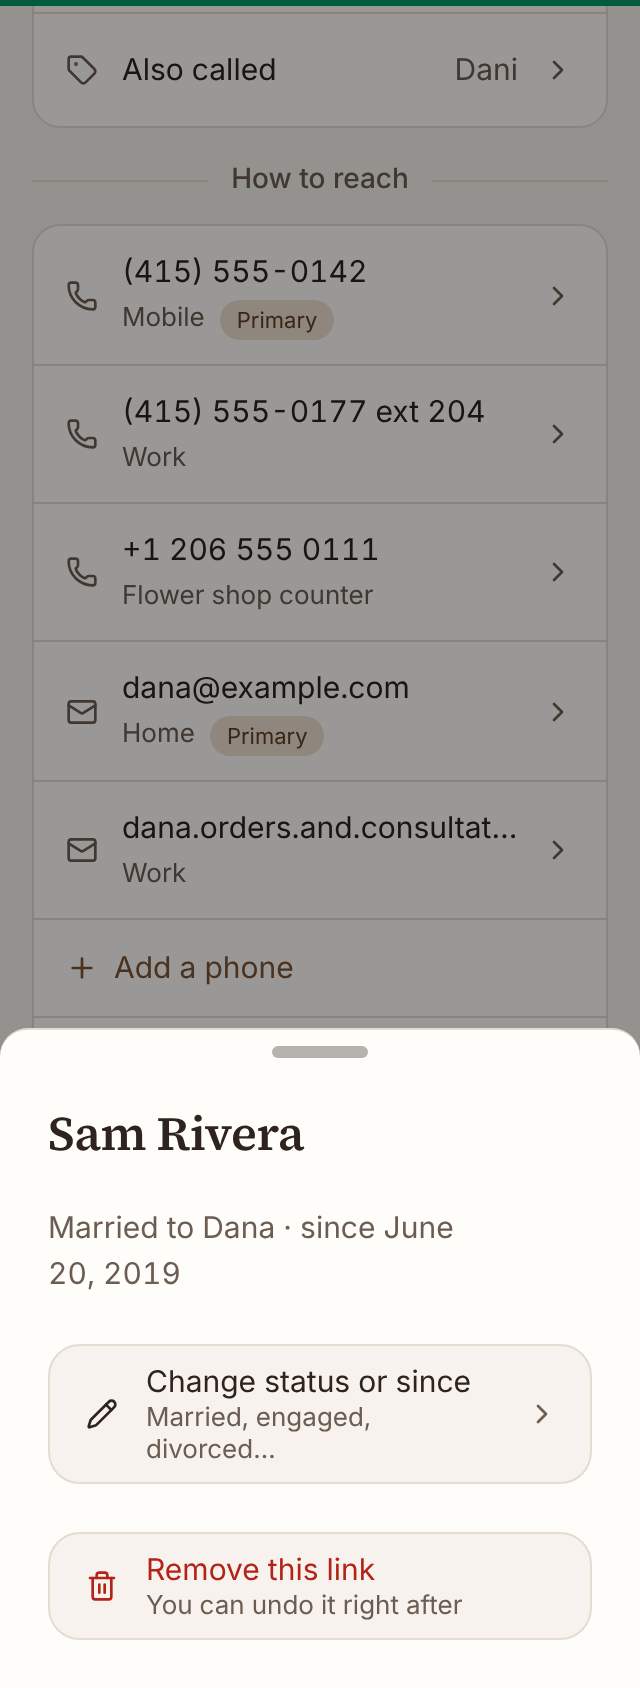 Also called Dani
How to reach
(415) 555-0142
Mobile Primary
(415) 555-0177 ext 204
Work
+1 206 555 0111
Flower shop counter
dana@example.com
Home Primary
dana.orders.and.consultat...
Work
Add a phone
Sam Rivera
Married to Dana · since June
20, 2019
Change status or since
Married, engaged,
divorced...
Remove this link
You can undo it right after